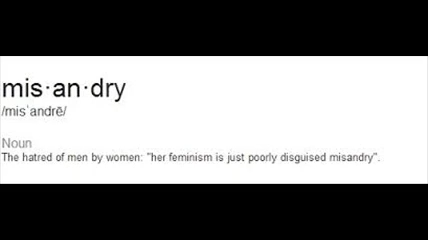 mis·an·dry
/misˈandrē/
Noun
The hatred of men by women: "her feminism is just poorly disguised misandry".